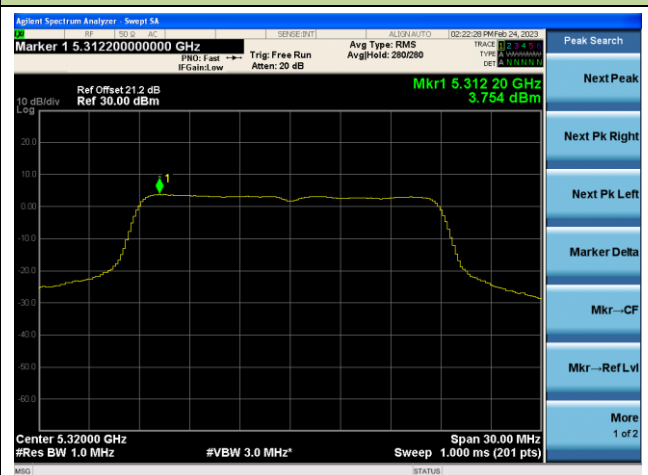 Agilent Spectrum Analyzer - Swept SA
RF 50 Ω AC SENSE:INT ALIGN AUTO 02:22:28 PM Feb 24, 2023
Marker 1 5.312200000000 GHz
PNO: Fast
IFGain:Low
Trig: Free Run
Atten: 20 dB
Avg Type: RMS
Avg|Hold: 280/280
TRACE 1 2 3 4 5 6
TYPE A WWWWW
DET A N N N N N
Peak Search
Mkr1 5.312 20 GHz
3.754 dBm
Ref Offset 21.2 dB
10 dB/div Ref 30.00 dBm
Log
20.0
10.0
0.00
-10.0
-20.0
-30.0
-40.0
-50.0
-60.0
1
Next Peak
Next Pk Right
Next Pk Left
Marker Delta
Mkr→CF
Mkr→Ref Lvl
More
1 of 2
Center 5.32000 GHz Span 30.00 MHz
#Res BW 1.0 MHz #VBW 3.0 MHz* Sweep 1.000 ms (201 pts)
MSG STATUS